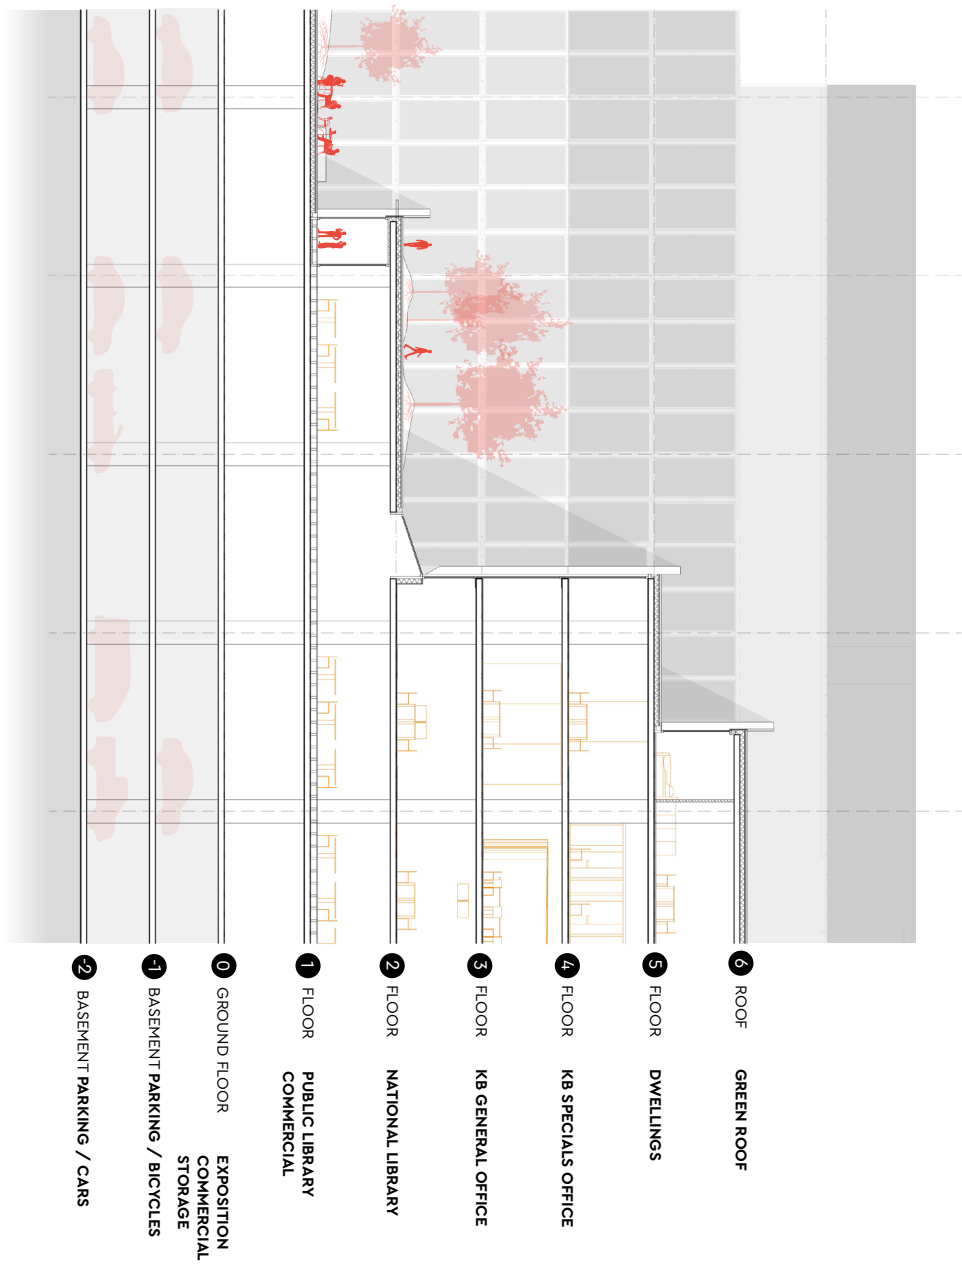 6 ROOF GREEN ROOF
5 FLOOR DWELLINGS
4 FLOOR KB SPECIALS OFFICE
3 FLOOR KB GENERAL OFFICE
2 FLOOR NATIONAL LIBRARY
1 FLOOR PUBLIC LIBRARY
COMMERCIAL
0 GROUND FLOOR EXPOSITION
COMMERCIAL
STORAGE
-1 BASEMENT PARKING / BICYCLES
-2 BASEMENT PARKING / CARS